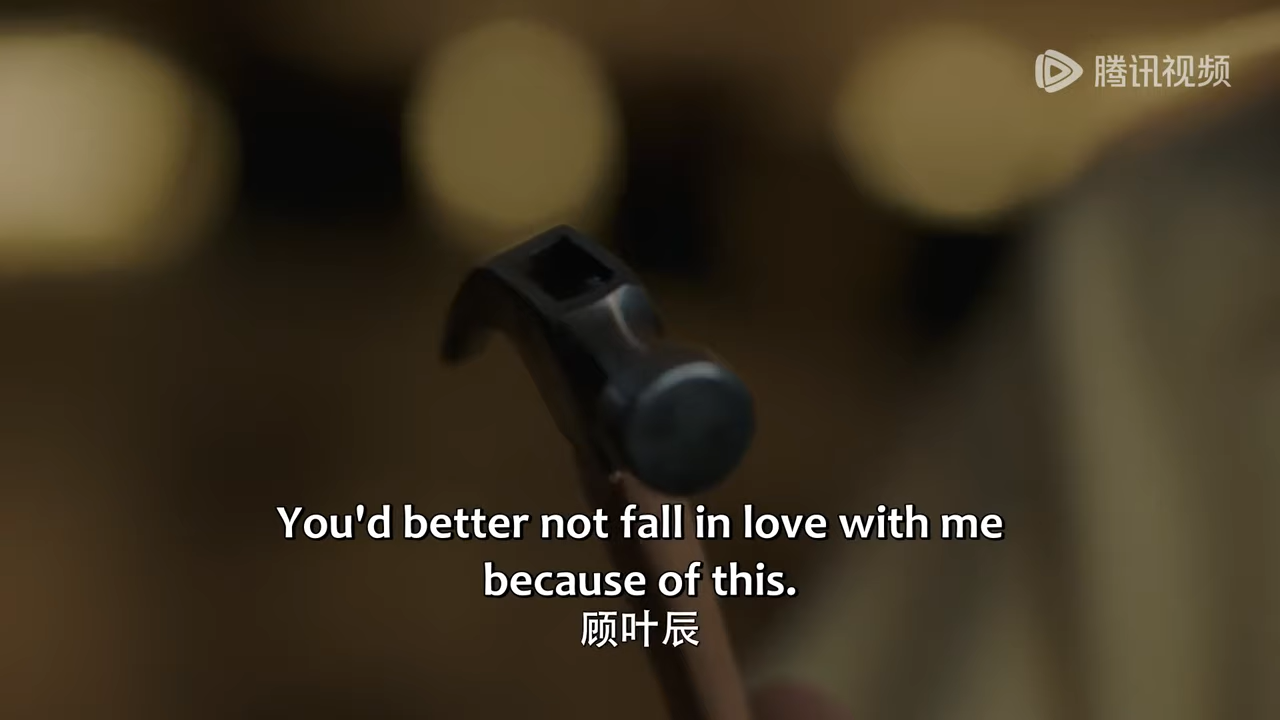 腾讯视频
You'd better not fall in love with me
because of this.
顾叶辰